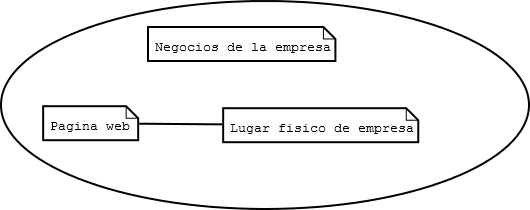 Negocios de la empresa
Pagina web
Lugar fisico de empresa